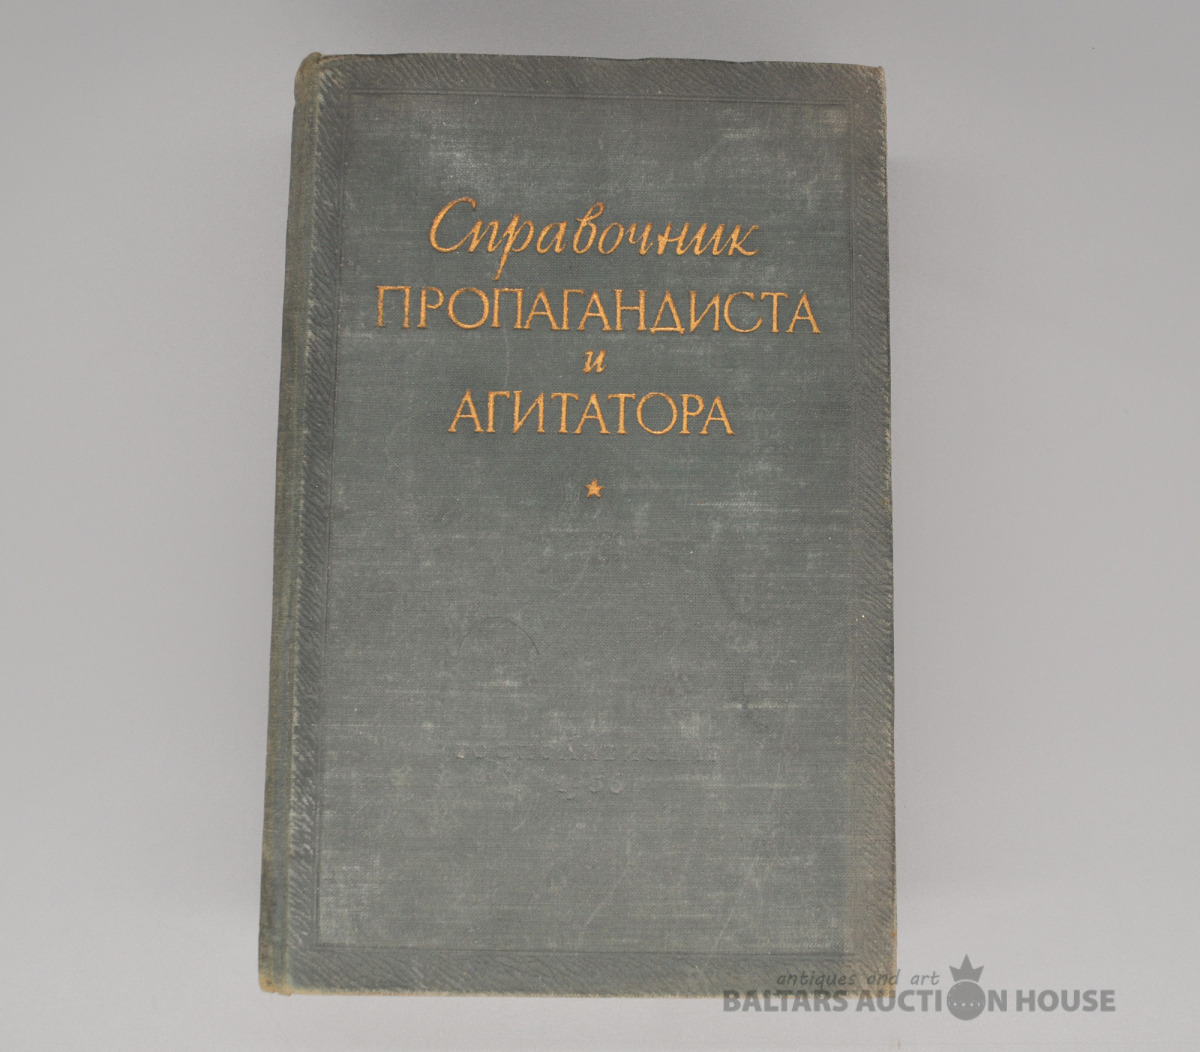 Справочник
ПРОПАГАНДИСТА
и
АГИТАТОРА
antiques and art
BALTARS AUCTION HOUSE